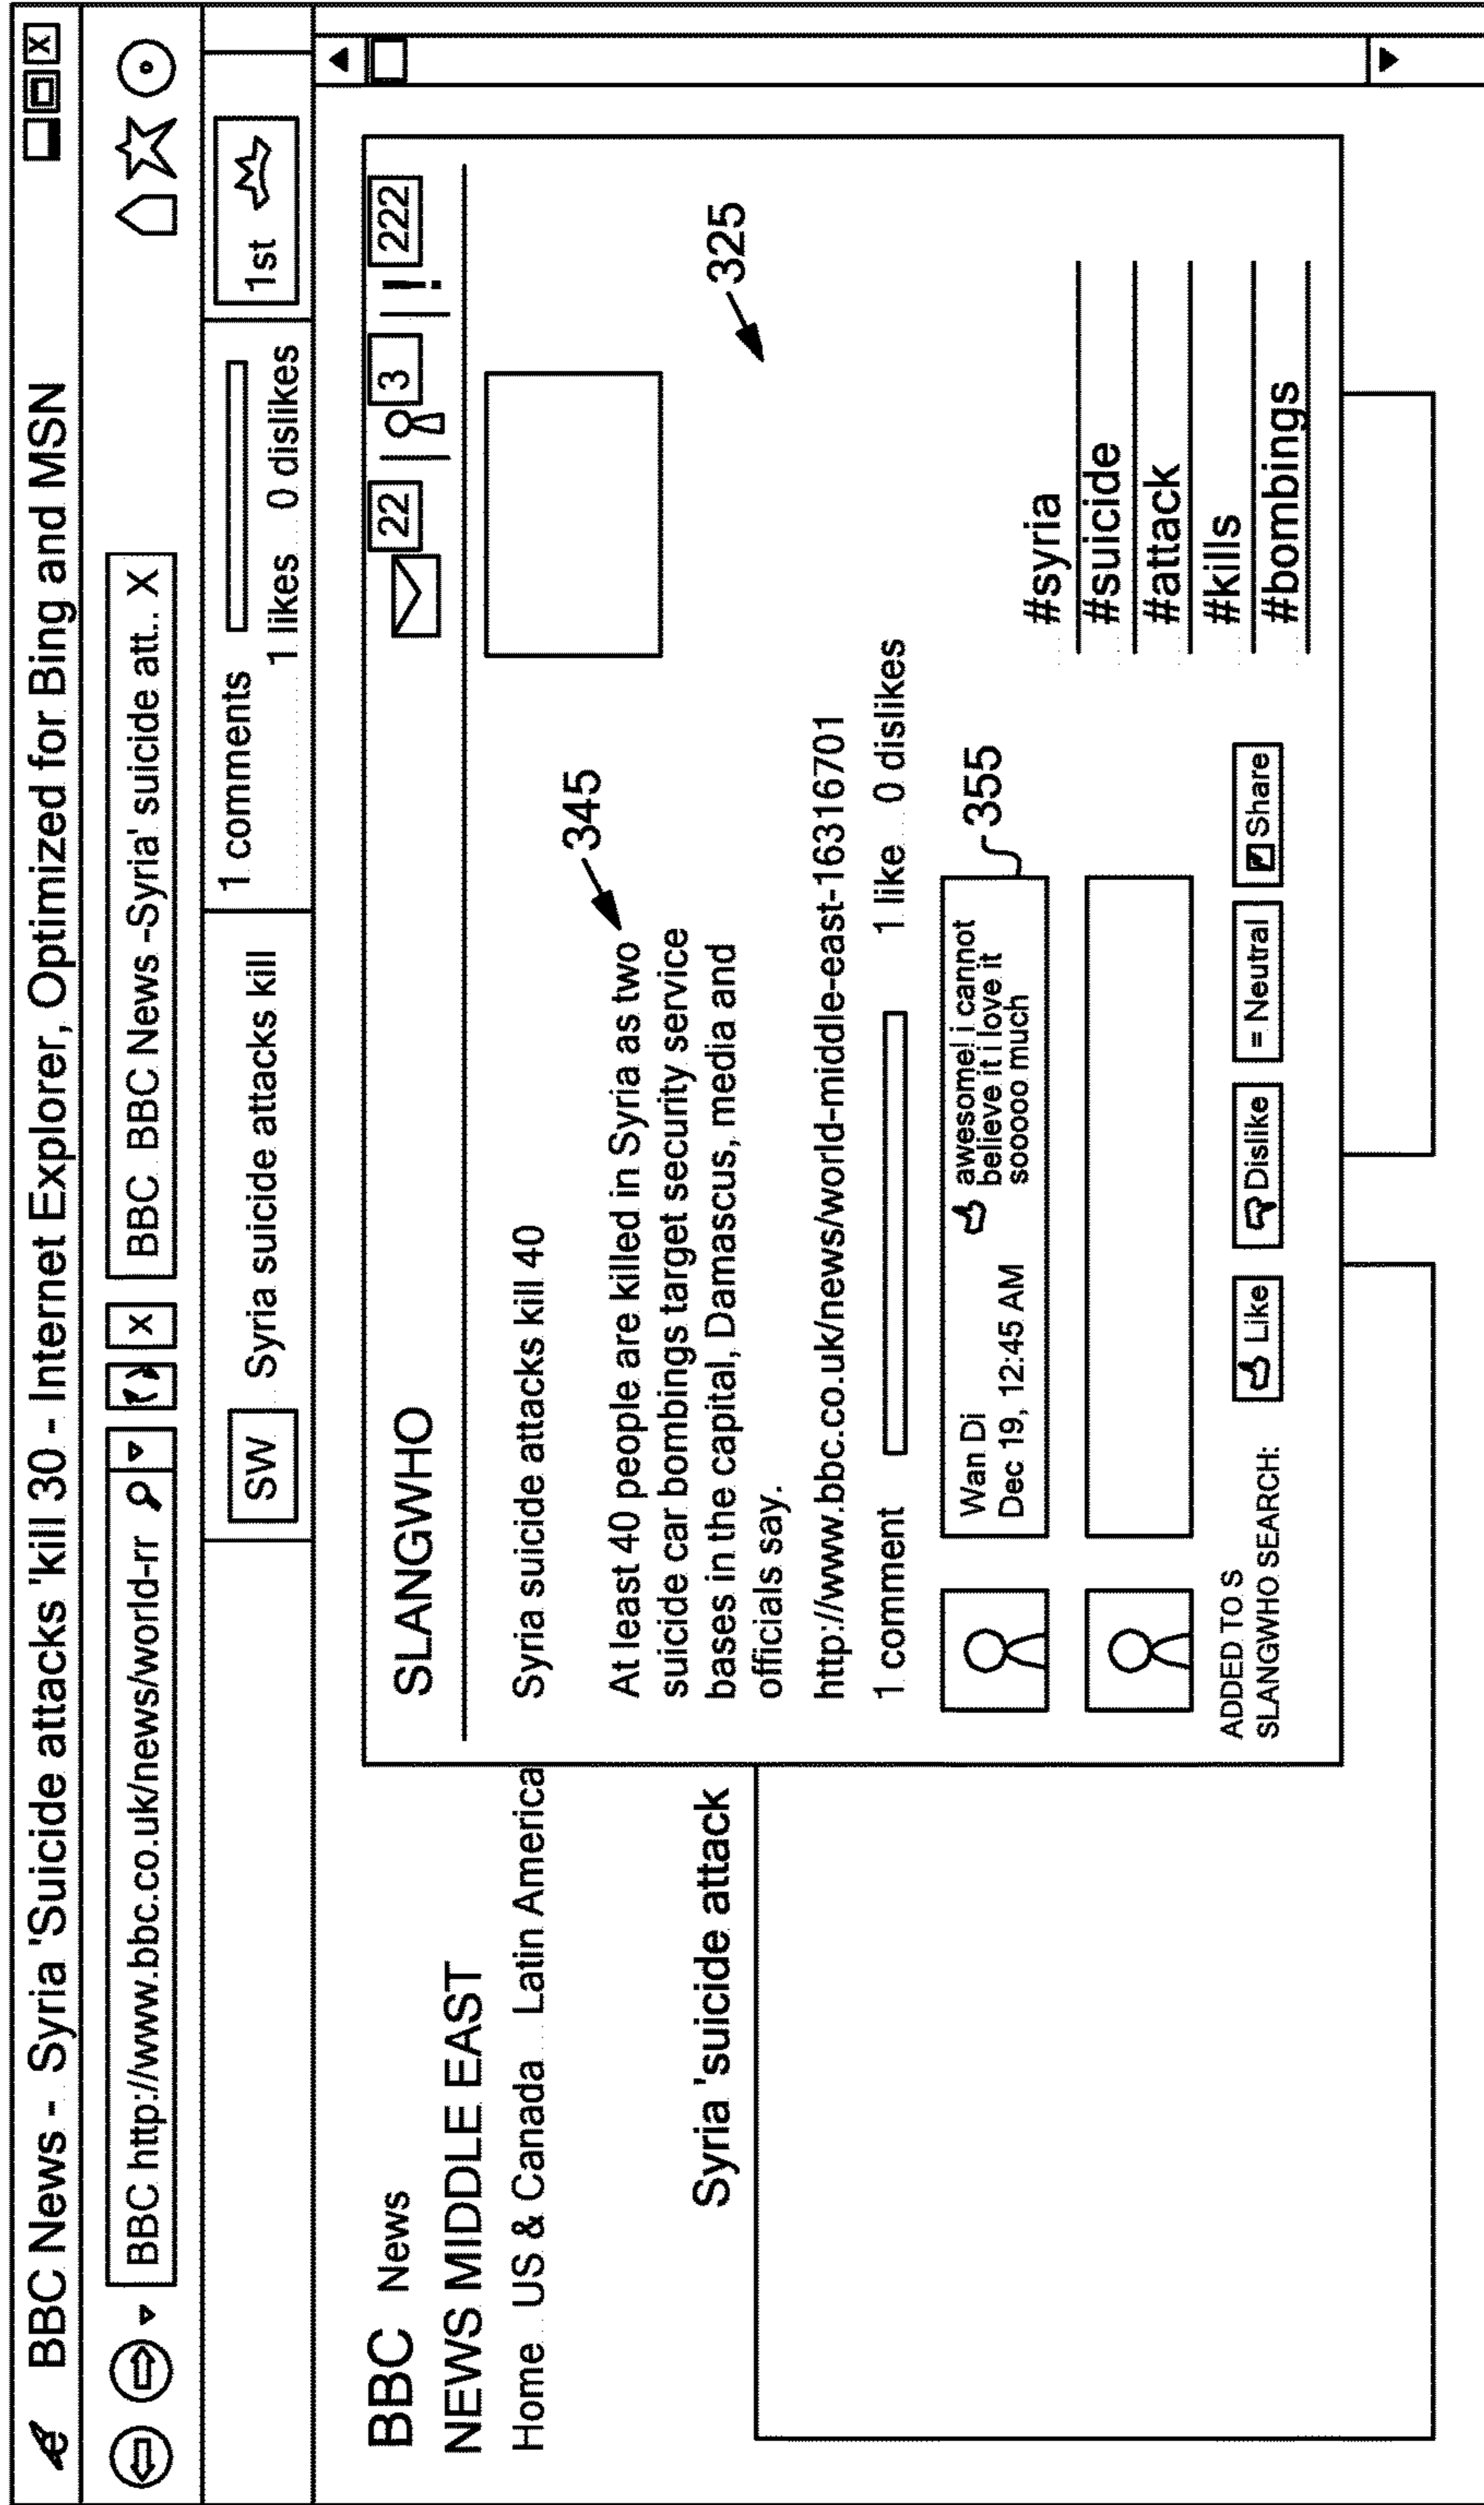 BBC News - Syria 'Suicide attacks 'kill 30 - Internet Explorer, Optimized for Bing and MSN
X
BBC http://www.bbc.co.uk/news/world-rr
X
BBC BBC News -Syria' suicide att.. X
SW Syria suicide attacks kill
1 comments
1 likes 0 dislikes
1st
BBC News
NEWS MIDDLE EAST
Home US & Canada Latin America
Syria 'suicide attack
SLANGWHO
22
3
222
Syria suicide attacks kill 40
345
At least 40 people are killed in Syria as two
suicide car bombings target security service
bases in the capital, Damascus, media and
officials say.
325
http://www.bbc.co.uk/news/world-middle-east-16316701
1 comment
1 like 0 dislikes
Wan Di
Dec 19, 12:45 AM
awesome! i cannot
believe it i love it
sooooo much
355
ADDED TO S
SLANGWHO SEARCH:
Like
Dislike
= Neutral
Share
#syria
#suicide
#attack
#kills
#bombings